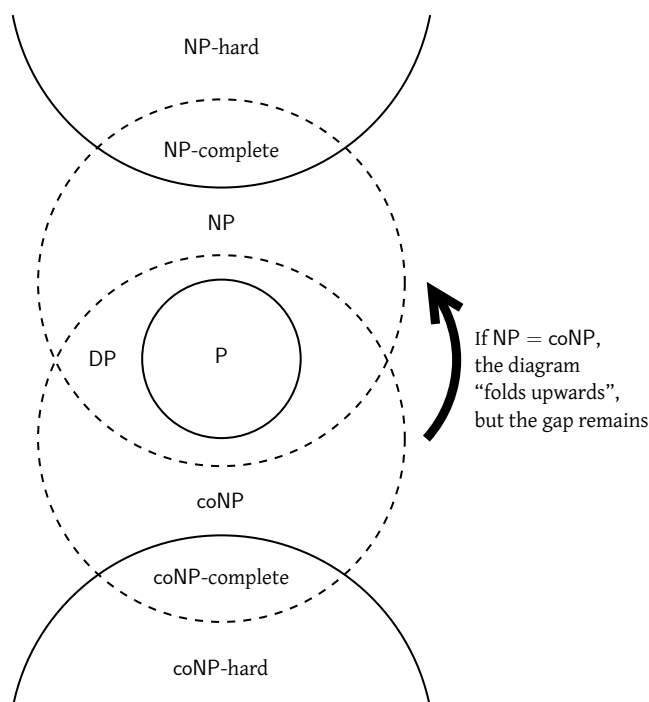 NP-hard
NP-complete
NP
DP
P
If NP = coNP,
the diagram
“folds upwards”,
but the gap remains
coNP
coNP-complete
coNP-hard